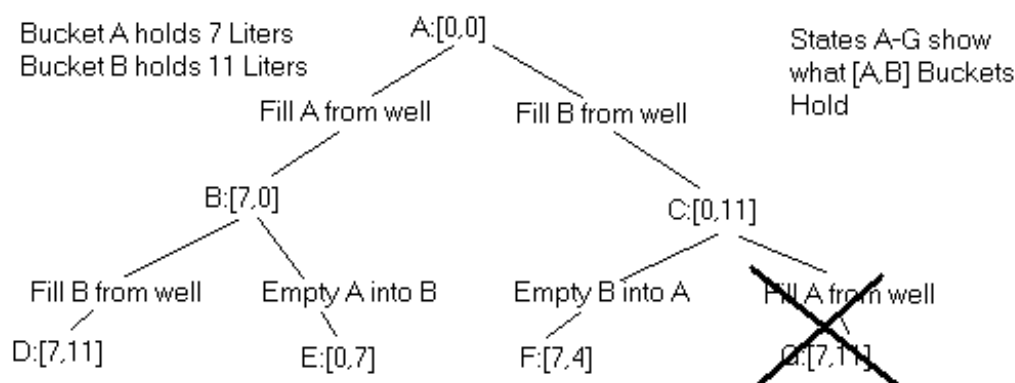 Bucket A holds 7 Liters
Bucket B holds 11 Liters
A:[0,0]
States A-G show
what [A,B] Buckets
Hold
Fill A from well
Fill B from well
B:[7,0]
C:[0,11]
Fill B from well
Empty A into B
Empty B into A
Fill A from well
D:[7,11]
E:[0,7]
F:[7,4]
G:[7,11]